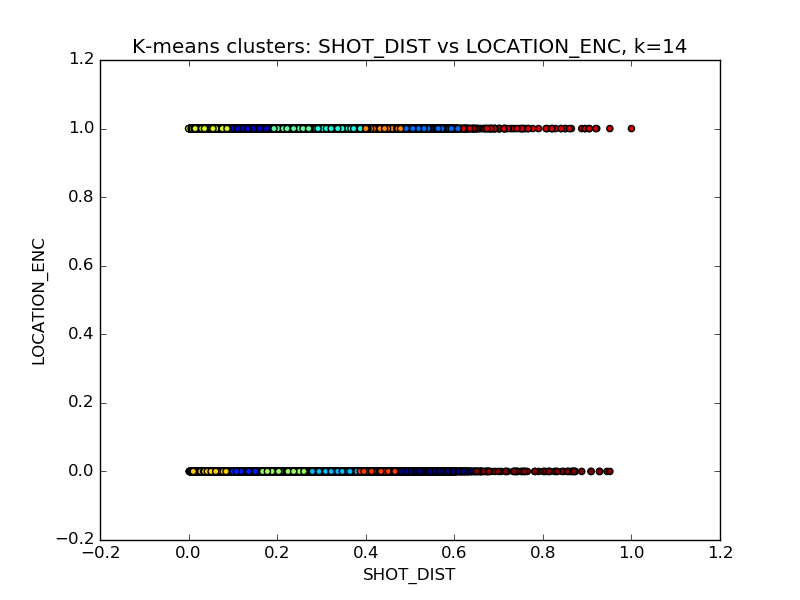 K-means clusters: SHOT_DIST vs LOCATION_ENC, k=14
1.2
1.0
0.8
0.6
0.4
0.2
0.0
−0.2
LOCATION_ENC
−0.2 0.0 0.2 0.4 0.6 0.8 1.0 1.2
SHOT_DIST